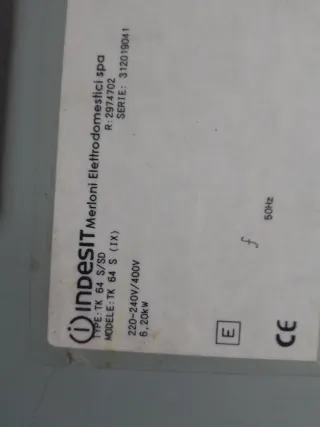 INDESIT Merloni Elettrodomestici spa
TYPE:TK 64 S/SD R:2974702
MODELE:TK 64 S (IX) SERIE: 312019041
220-240V/400V
6.20kW
E f 50Hz
CE